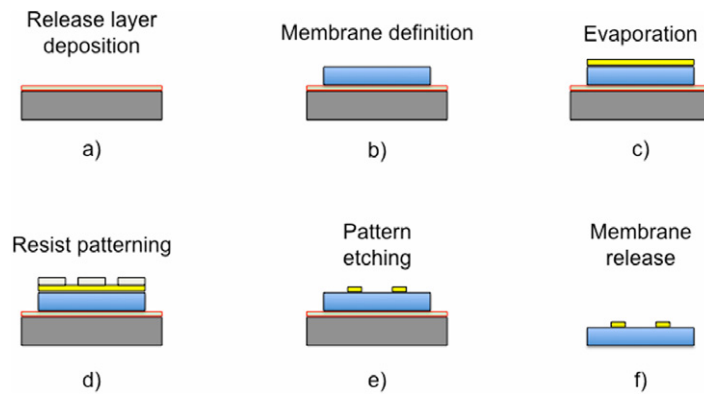 Release layer
deposition
Membrane definition
Evaporation
a)
b)
c)
Resist patterning
Pattern
etching
Membrane
release
d)
e)
f)